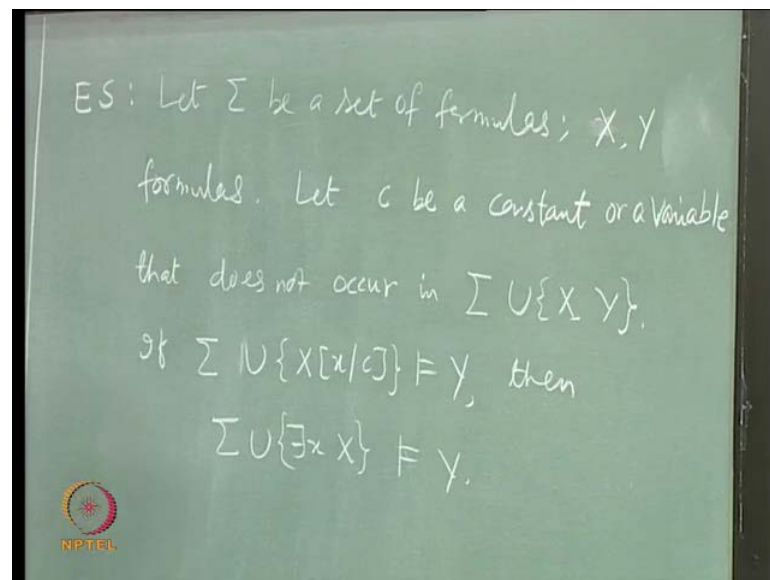 ES: Let Σ be a set of formulas; X, Y
formulas. Let c be a constant or a variable
that does not occur in Σ ∪ {X Y}.
If Σ ∪ {X[x/c]} ⊨ Y, then
Σ ∪ {∃x X} ⊨ Y.
NPTEL